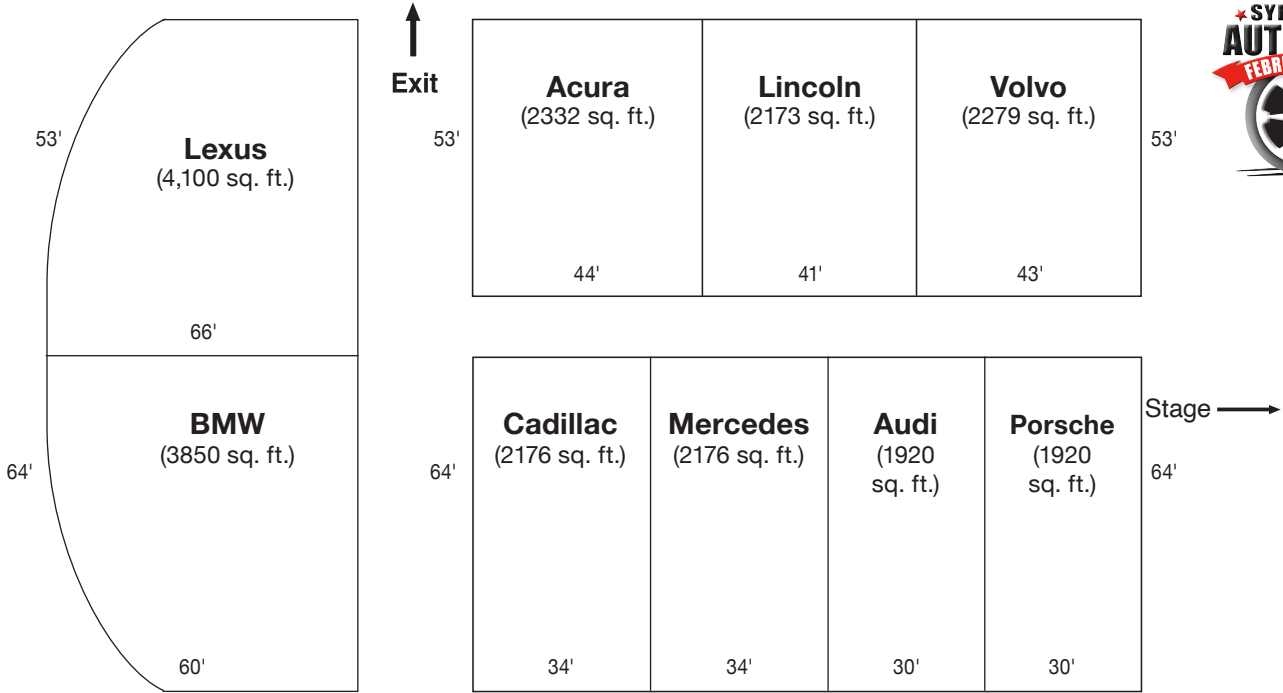 Exit
53'
Lexus
(4,100 sq. ft.)
66'
53'
Acura
(2332 sq. ft.)
44'
Lincoln
(2173 sq. ft.)
41'
Volvo
(2279 sq. ft.)
43'
53'
64'
BMW
(3850 sq. ft.)
60'
64'
Cadillac
(2176 sq. ft.)
34'
Mercedes
(2176 sq. ft.)
34'
Audi
(1920
sq. ft.)
30'
Porsche
(1920
sq. ft.)
30'
Stage
64'